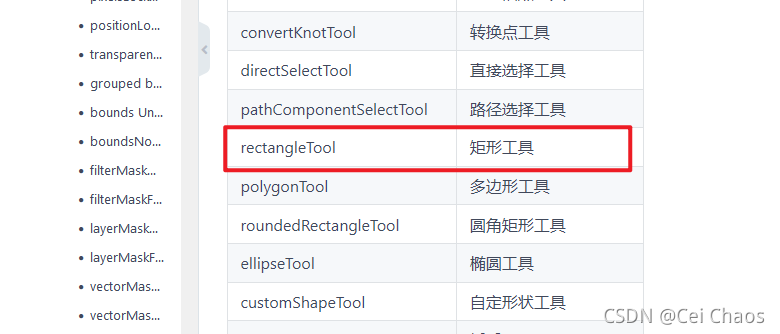 positionLo...
transparen...
grouped b...
bounds Un...
boundsNo...
filterMask...
filterMaskF...
layerMask...
layerMaskF...
vectorMas...
vectorMas...
convertKnotTool 转换点工具
directSelectTool 直接选择工具
pathComponentSelectTool 路径选择工具
rectangleTool 矩形工具
polygonTool 多边形工具
roundedRectangleTool 圆角矩形工具
ellipseTool 椭圆工具
customShapeTool 自定形状工具
CSDN @Cei Chaos